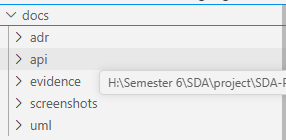 docs
adr
api
evidence
H:\Semester 6\SDA\project\SDA-
screenshots
uml